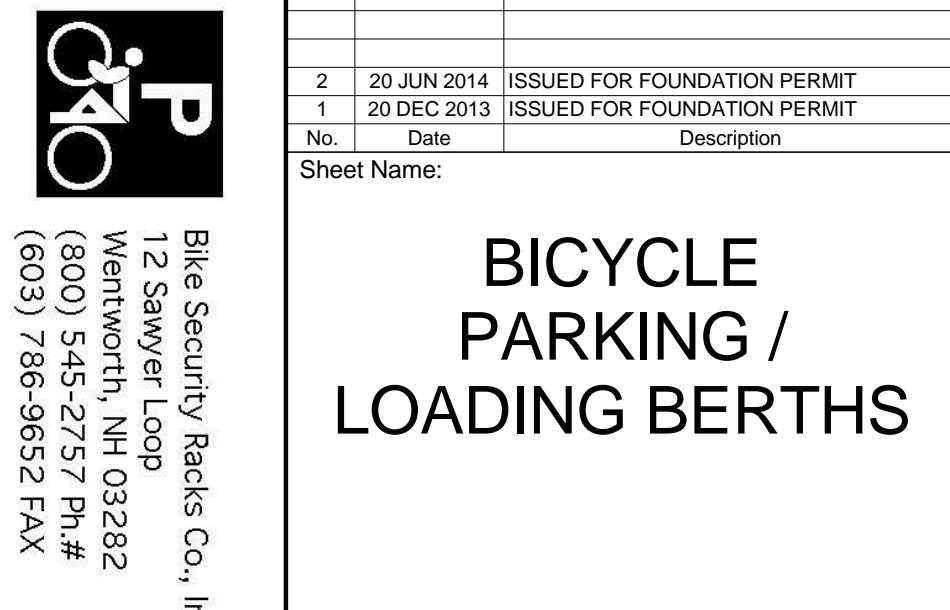 P
Bike Security Racks Co.,
12 Sawyer Loop
Wentworth, NH 03282
(800) 545-2757 Ph.#
(603) 786-9652 FAX
2 20 JUN 2014 ISSUED FOR FOUNDATION PERMIT
1 20 DEC 2013 ISSUED FOR FOUNDATION PERMIT
No. Date Description
Sheet Name:
BICYCLE
PARKING /
LOADING BERTHS